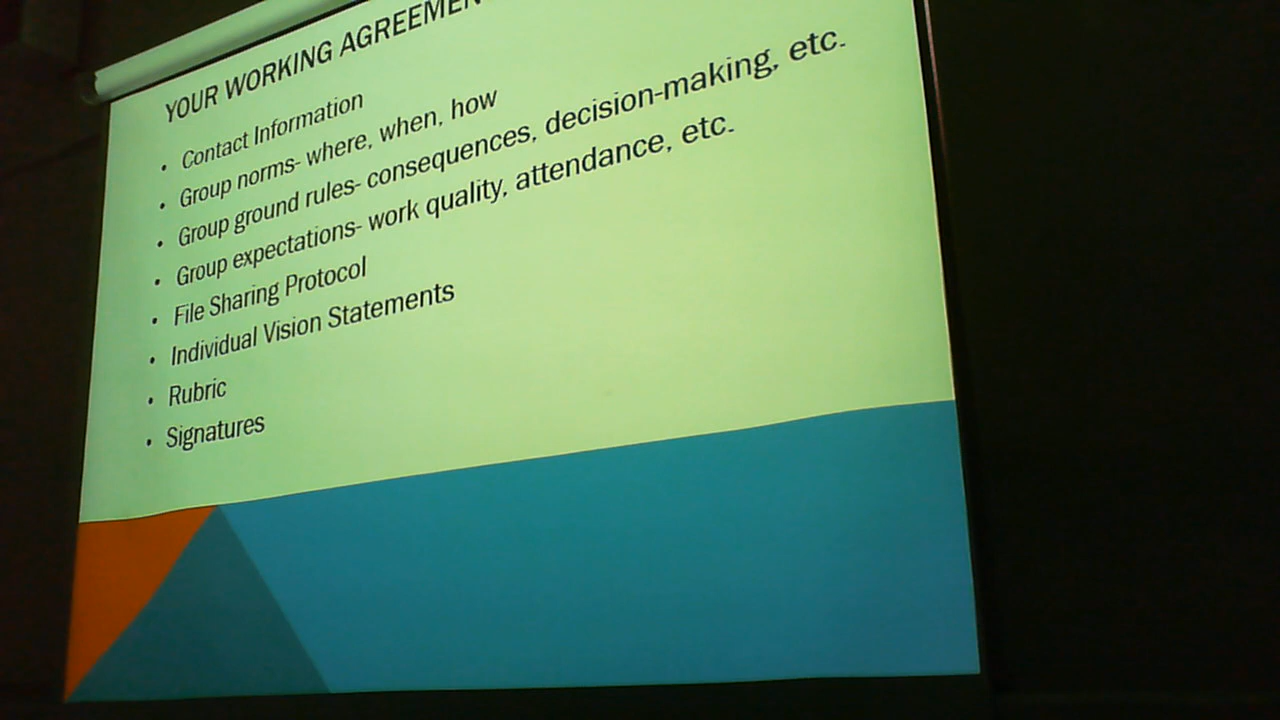 YOUR WORKING AGREEMEN
• Contact Information
• Group norms- where, when, how
• Group ground rules- consequences, decision-making, etc.
• Group expectations- work quality, attendance, etc.
• File Sharing Protocol
• Individual Vision Statements
• Rubric
• Signatures